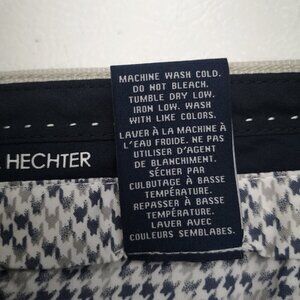 MACHINE WASH COLD.
DO NOT BLEACH.
TUMBLE DRY LOW.
IRON LOW. WASH
WITH LIKE COLORS.
LAVER À LA MACHINE À
L'EAU FROIDE. NE PAS
UTILISER D'AGENT
DE BLANCHIMENT.
SÉCHER PAR
CULBUTAGE À BASSE
TEMPÉRATURE.
REPASSER À BASSE
TEMPÉRATURE.
LAVER AVEC
COULEURS SEMBLABES.
HECHTER